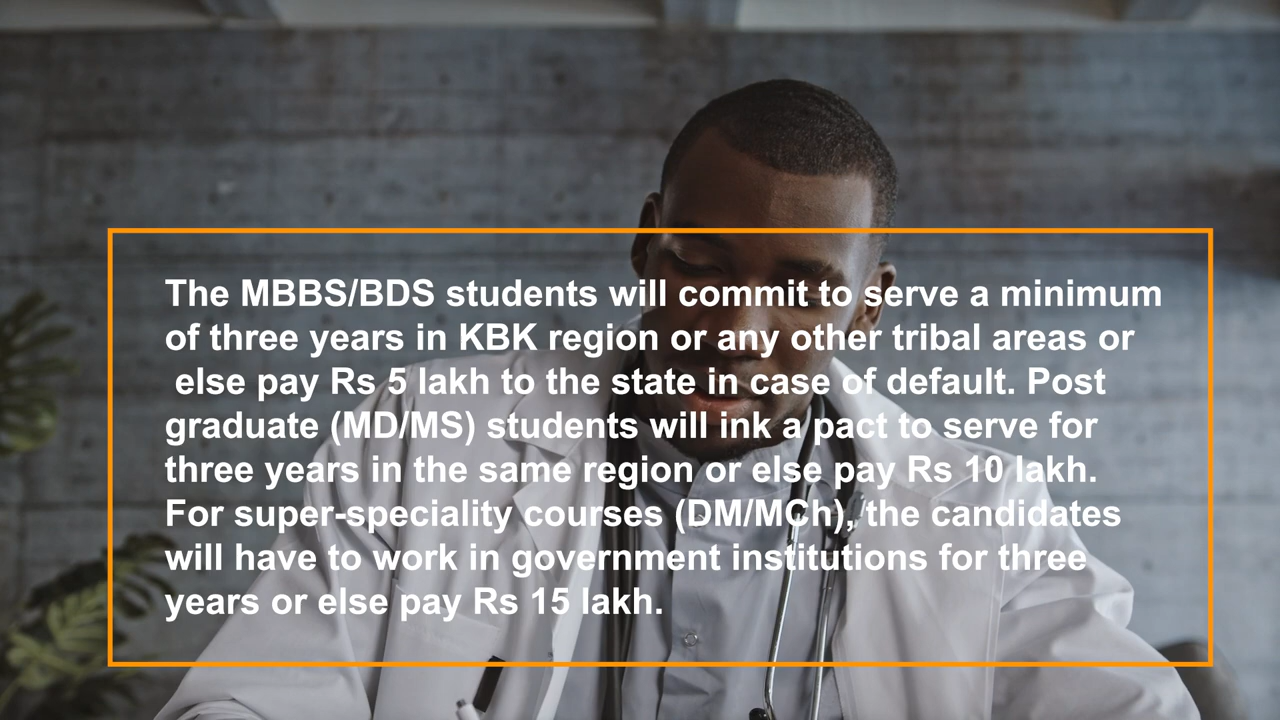 The MBBS/BDS students will commit to serve a minimum
of three years in KBK region or any other tribal areas or
else pay Rs 5 lakh to the state in case of default. Post
graduate (MD/MS) students will ink a pact to serve for
three years in the same region or else pay Rs 10 lakh.
For super-speciality courses (DM/MCh), the candidates
will have to work in government institutions for three
years or else pay Rs 15 lakh.